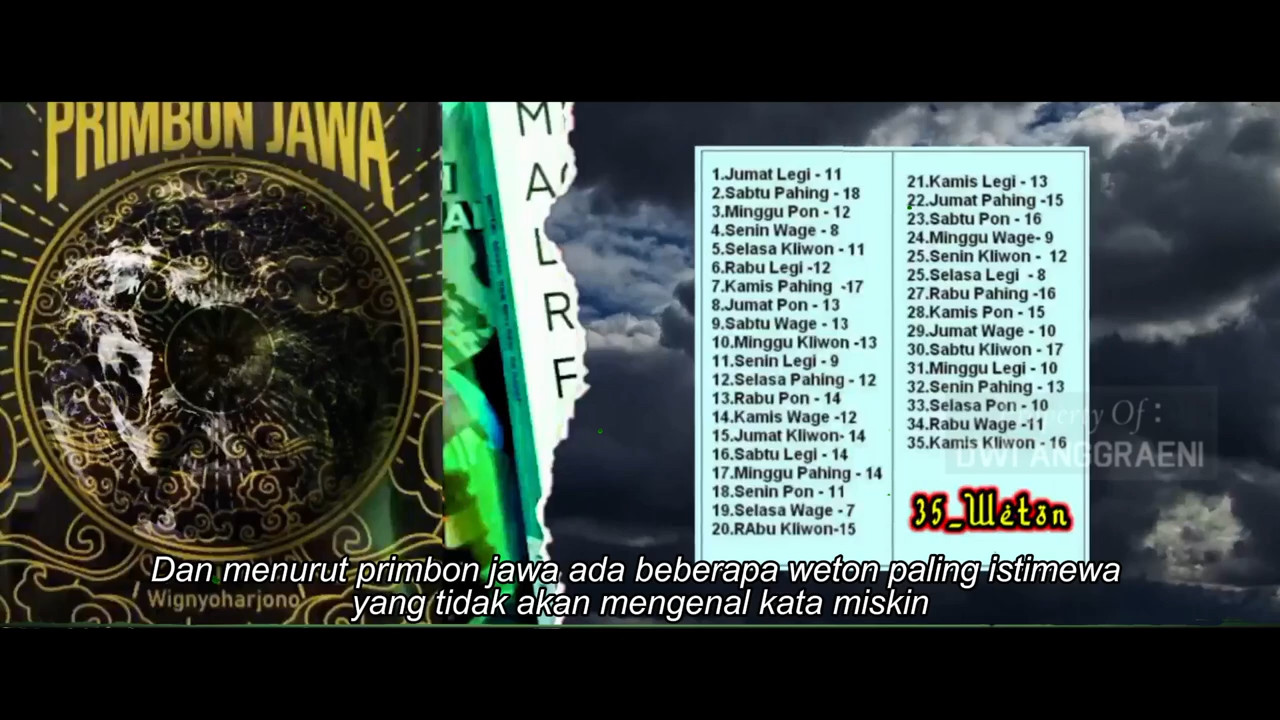 PRIMBON JAWA
Wignyoharjono
M
A
L
R
F
1.Jumat Legi - 11
2.Sabtu Pahing - 18
3.Minggu Pon - 12
4.Senin Wage - 8
5.Selasa Kliwon - 11
6.Rabu Legi -12
7.Kamis Pahing -17
8.Jumat Pon - 13
9.Sabtu Wage - 13
10.Minggu Kliwon -13
11.Senin Legi - 9
12.Selasa Pahing - 12
13.Rabu Pon - 14
14.Kamis Wage -12
15.Jumat Kliwon- 14
16.Sabtu Legi - 14
17.Minggu Pahing - 14
18.Senin Pon - 11
19.Selasa Wage - 7
20.RAbu Kliwon-15
21.Kamis Legi - 13
22.Jumat Pahing -15
23.Sabtu Pon - 16
24.Minggu Wage- 9
25.Senin Kliwon - 12
25.Selasa Legi - 8
27.Rabu Pahing -16
28.Kamis Pon - 15
29.Jumat Wage - 10
30.Sabtu Kliwon - 17
31.Minggu Legi - 10
32.Senin Pahing - 13
33.Selasa Pon - 10
34.Rabu Wage -11
35.Kamis Kliwon - 16
35_Weton
Of :
DWI ANGGRAENI
Dan menurut primbon jawa ada beberapa weton paling istimewa
yang tidak akan mengenal kata miskin